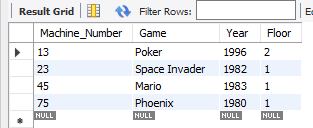 Result Grid Filter Rows:
Machine_Number Game Year Floor
13 Poker 1996 2
23 Space Invader 1982 1
45 Mario 1983 1
75 Phoenix 1980 1
NULL NULL NULL NULL